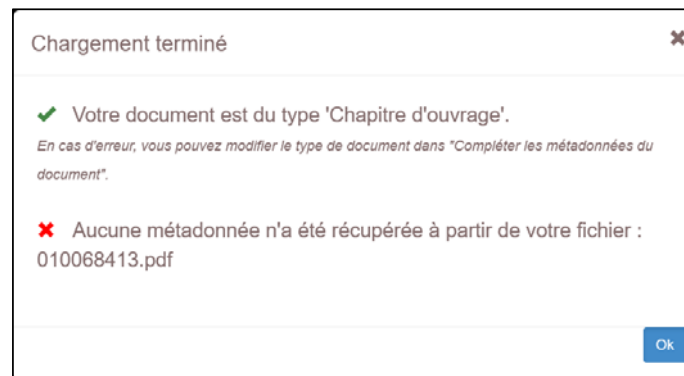 Chargement terminé
Votre document est du type 'Chapitre d'ouvrage'.
En cas d'erreur, vous pouvez modifier le type de document dans "Compléter les métadonnées du
document".
Aucune métadonnée n'a été récupérée à partir de votre fichier :
010068413.pdf
Ok